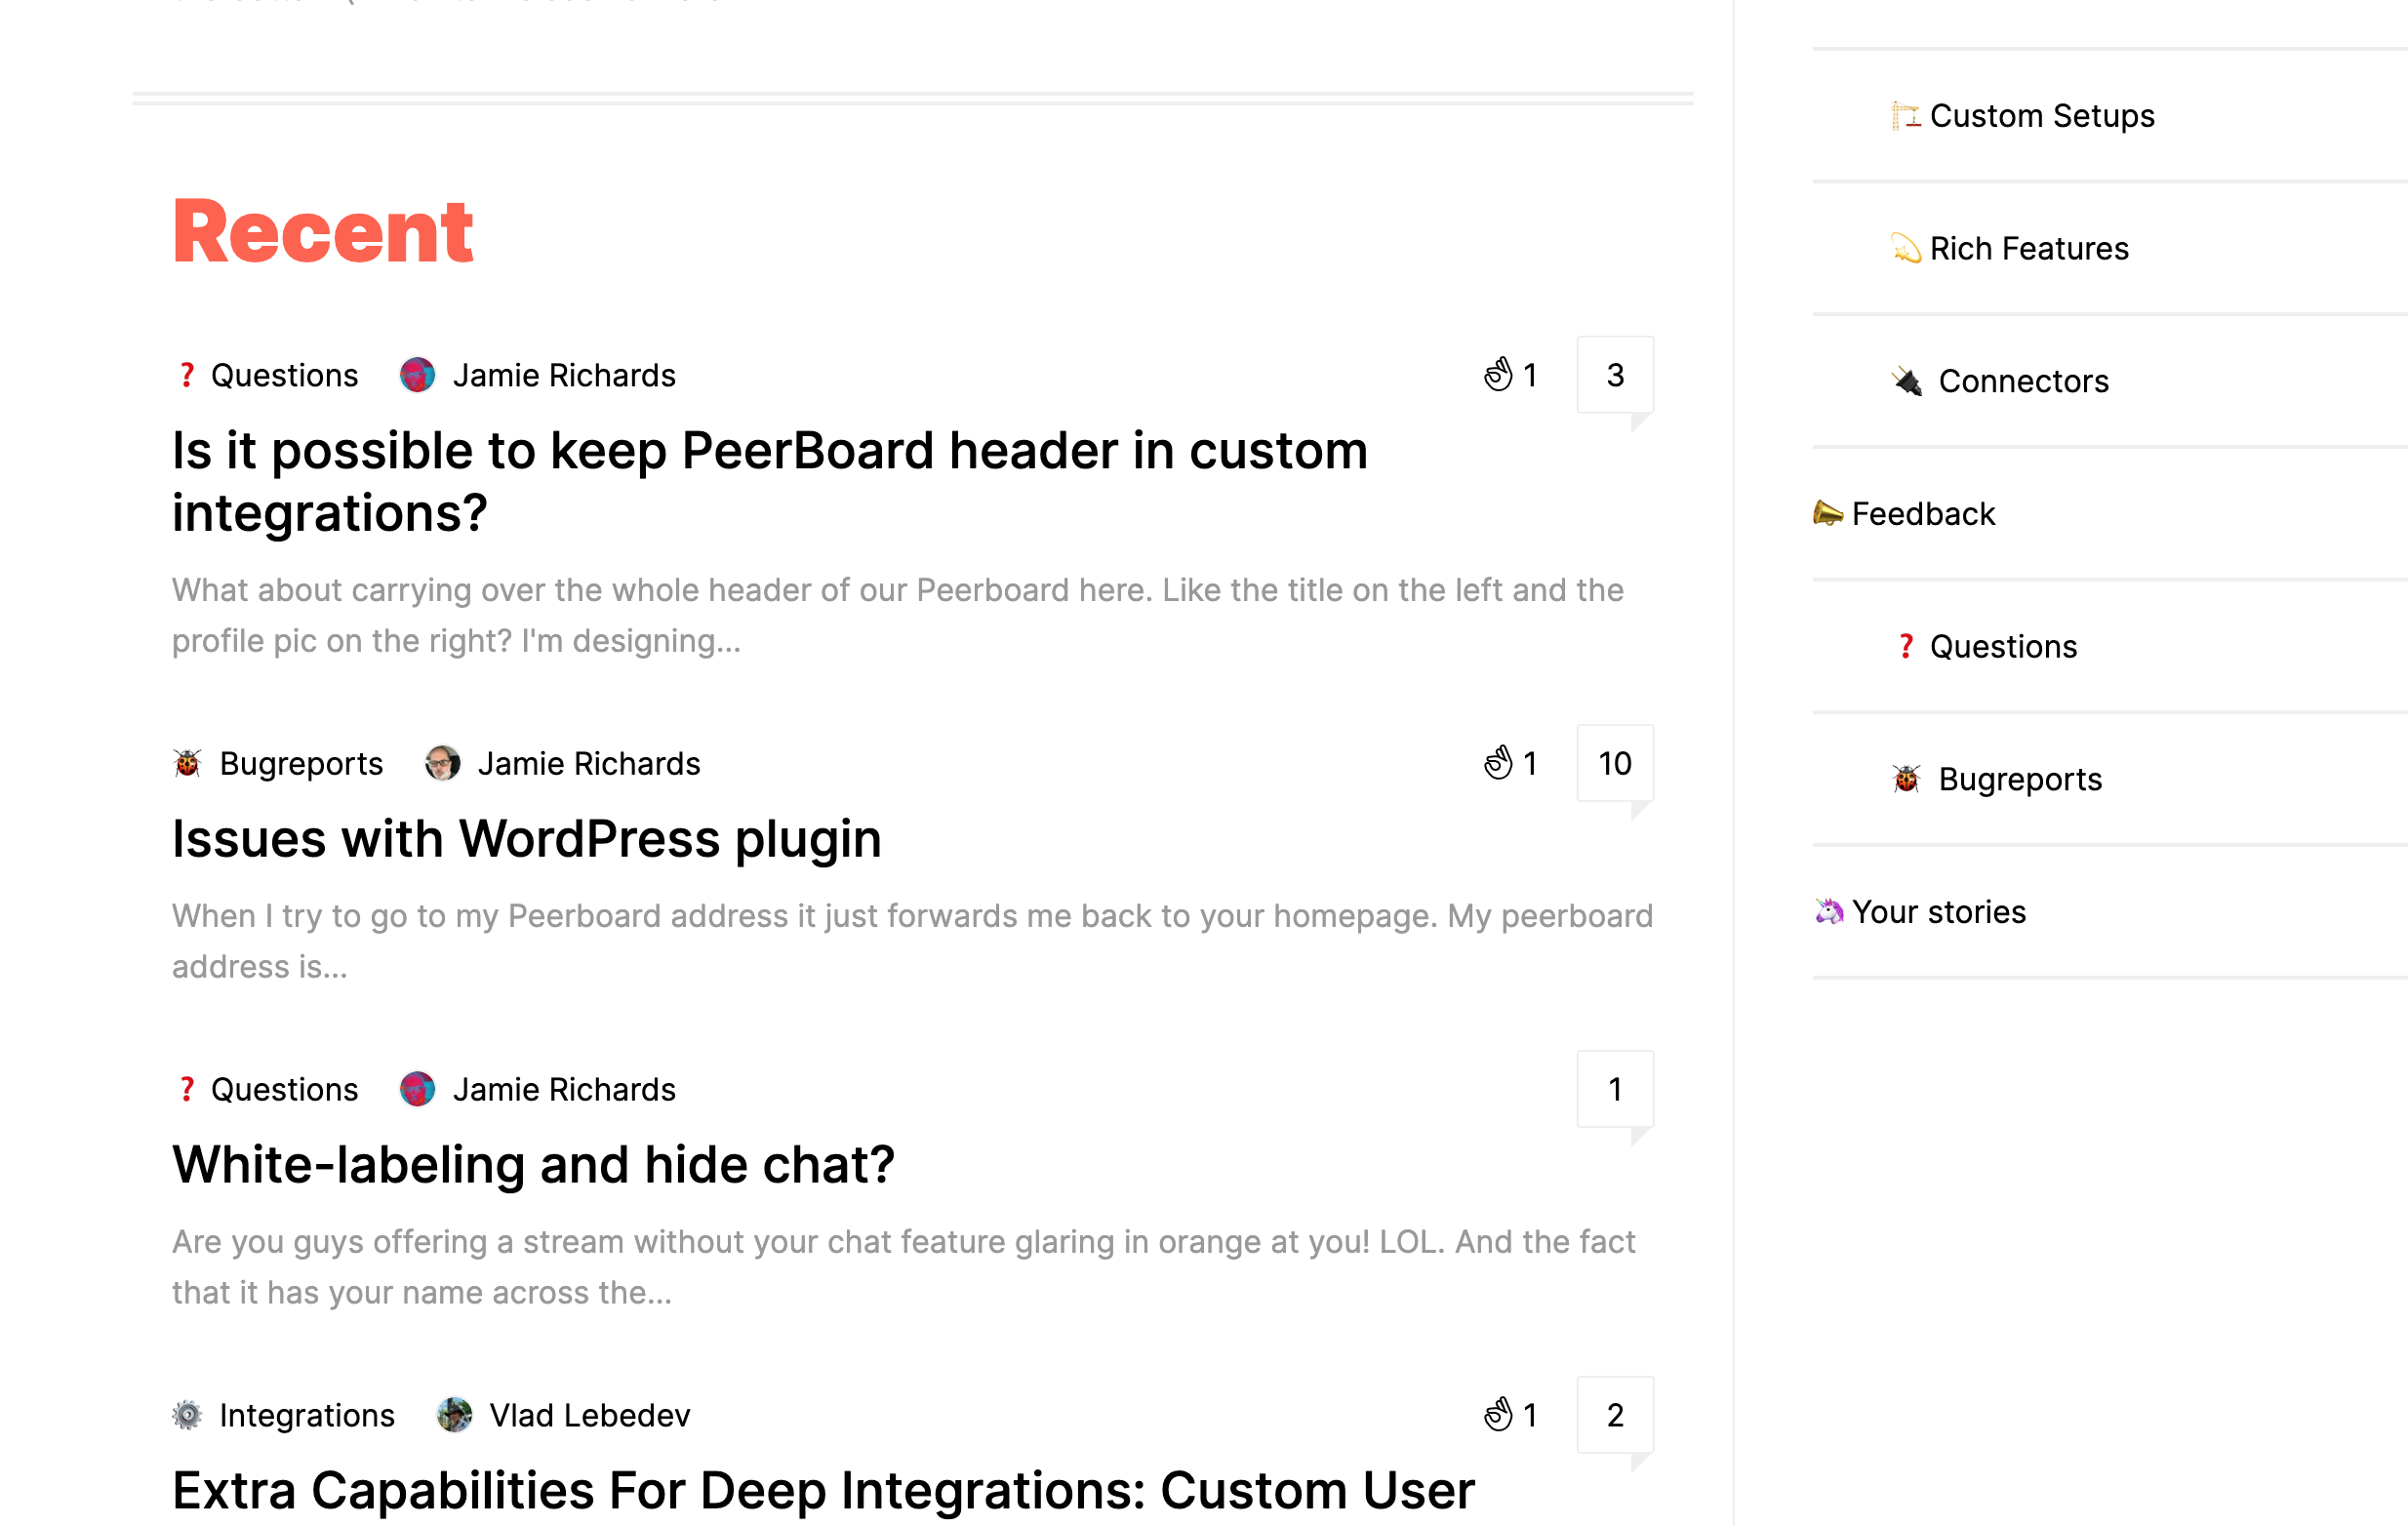 Recent
Questions Jamie Richards 1 3
Is it possible to keep PeerBoard header in custom
integrations?
What about carrying over the whole header of our Peerboard here. Like the title on the left and the
profile pic on the right? I'm designing...
Bugreports Jamie Richards 1 10
Issues with WordPress plugin
When I try to go to my Peerboard address it just forwards me back to your homepage. My peerboard
address is...
Questions Jamie Richards 1
White-labeling and hide chat?
Are you guys offering a stream without your chat feature glaring in orange at you! LOL. And the fact
that it has your name across the...
Integrations Vlad Lebedev 1 2
Extra Capabilities For Deep Integrations: Custom User
Custom Setups
Rich Features
Connectors
Feedback
Questions
Bugreports
Your stories